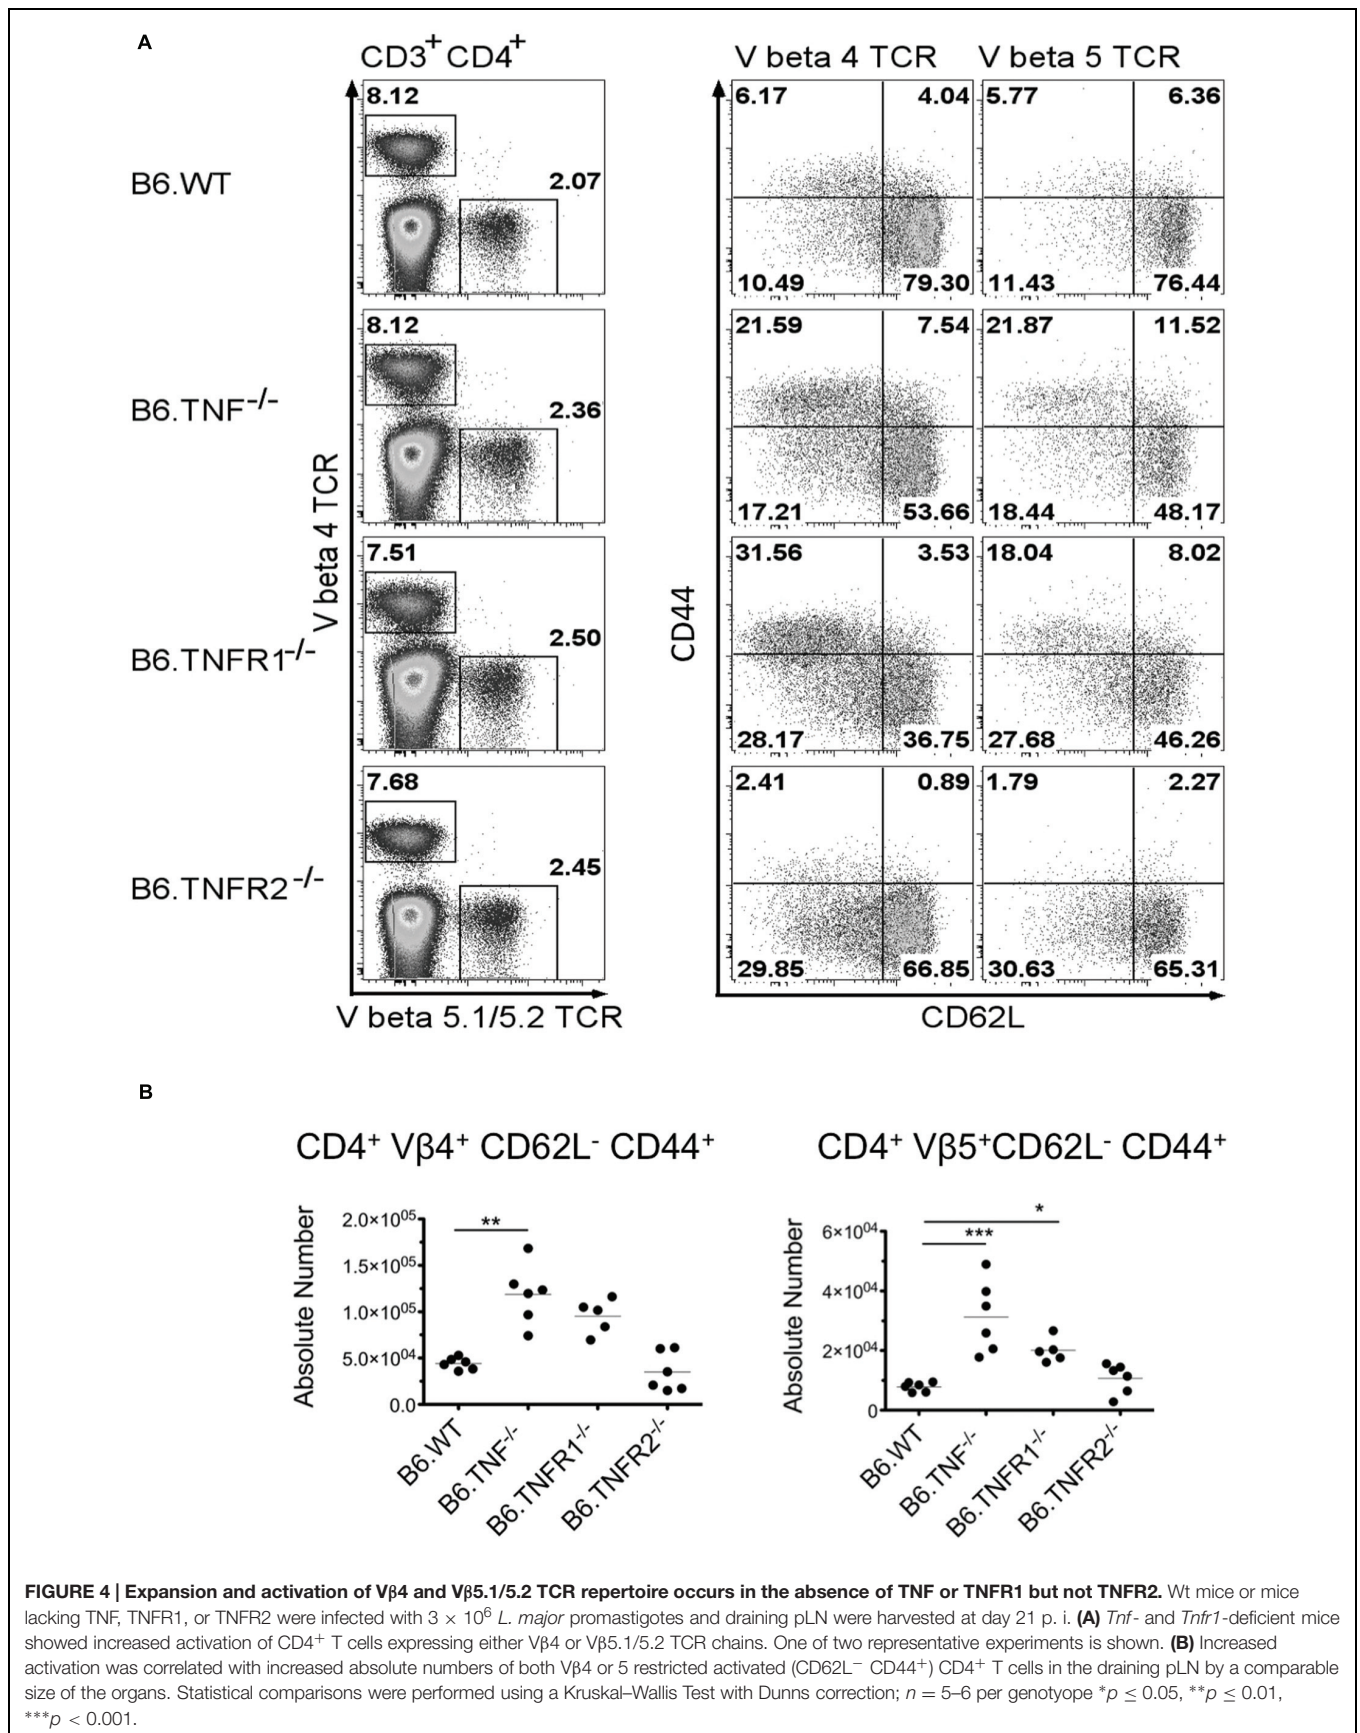 A
CD3+ CD4+
V beta 4 TCR V beta 5 TCR
8.12
6.17 4.04 5.77 6.36
B6.WT
2.07
10.49 79.30 11.43 76.44
8.12
21.59 7.54 21.87 11.52
B6.TNF-/-
2.36
17.21 53.66 18.44 48.17
V beta 4 TCR
7.51
31.56 3.53 18.04 8.02
CD44
B6.TNFR1-/-
2.50
28.17 36.75 27.68 46.26
7.68
2.41 0.89 1.79 2.27
B6.TNFR2-/-
2.45
29.85 66.85 30.63 65.31
V beta 5.1/5.2 TCR
CD62L
B
CD4+ Vβ4+ CD62L- CD44+
Absolute Number
2.0×10^05
1.5×10^05
1.0×10^05
5.0×10^04
0.0
**
B6.WT
B6.TNF-/-
B6.TNFR1-/-
B6.TNFR2-/-
CD4+ Vβ5+CD62L- CD44+
Absolute Number
6×10^04
4×10^04
2×10^04
0
*
***
B6.WT
B6.TNF-/-
B6.TNFR1-/-
B6.TNFR2-/-
FIGURE 4 | Expansion and activation of Vβ4 and Vβ5.1/5.2 TCR repertoire occurs in the absence of TNF or TNFR1 but not TNFR2. Wt mice or mice
lacking TNF, TNFR1, or TNFR2 were infected with 3 × 10^6 L. major promastigotes and draining pLN were harvested at day 21 p. i. (A) Tnf- and Tnfr1-deficient mice
showed increased activation of CD4+ T cells expressing either Vβ4 or Vβ5.1/5.2 TCR chains. One of two representative experiments is shown. (B) Increased
activation was correlated with increased absolute numbers of both Vβ4 or 5 restricted activated (CD62L− CD44+) CD4+ T cells in the draining pLN by a comparable
size of the organs. Statistical comparisons were performed using a Kruskal–Wallis Test with Dunns correction; n = 5–6 per genotyope *p ≤ 0.05, **p ≤ 0.01,
***p < 0.001.